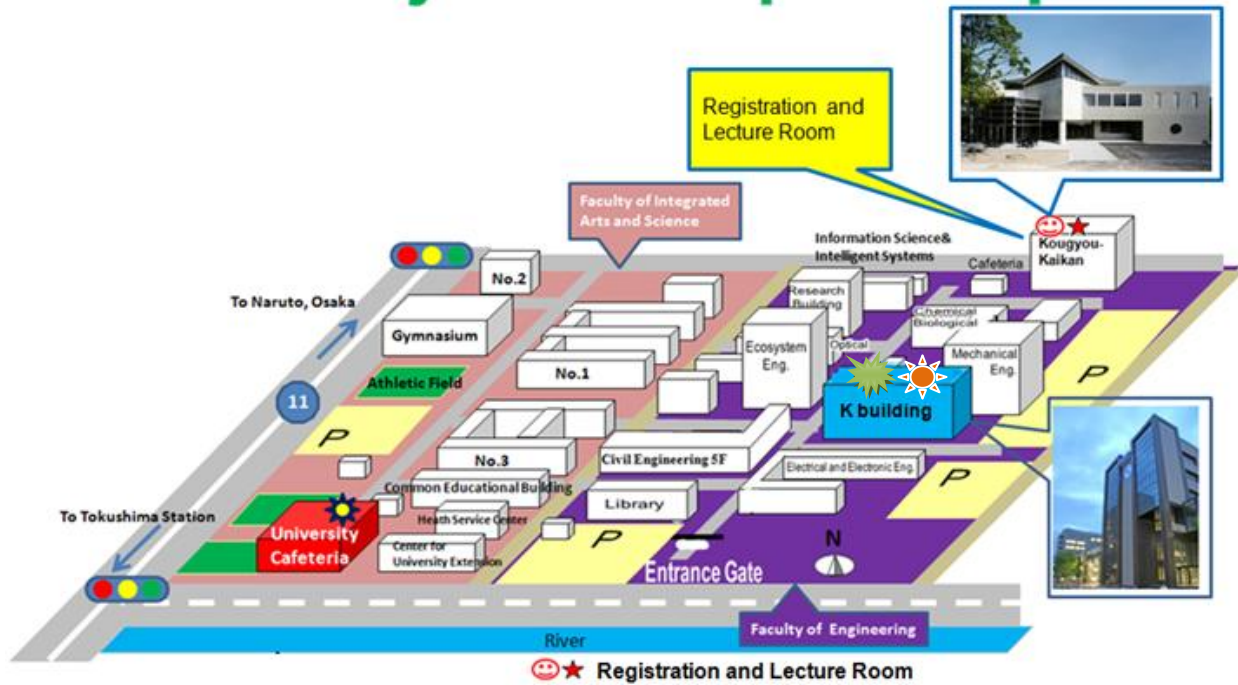 Registration and
Lecture Room
Faculty of Integrated
Arts and Science
Information Science&
Intelligent Systems
Cafeteria
Kougyou-
Kaikan
No.2
To Naruto, Osaka
Research
Building
Gymnasium
Chemical
Biological
Optical
Ecosystem
Eng.
Mechanical
Eng.
No.1
Athletic Field
P
11
K building
P
No.3
Civil Engineering 5F
Electrical and Electronic Eng.
P
Common Educational Building
Library
To Tokushima Station
Heath Service Center
University
Cafeteria
Center for
University Extension
P
N
Entrance Gate
Faculty of Engineering
River
Registration and Lecture Room